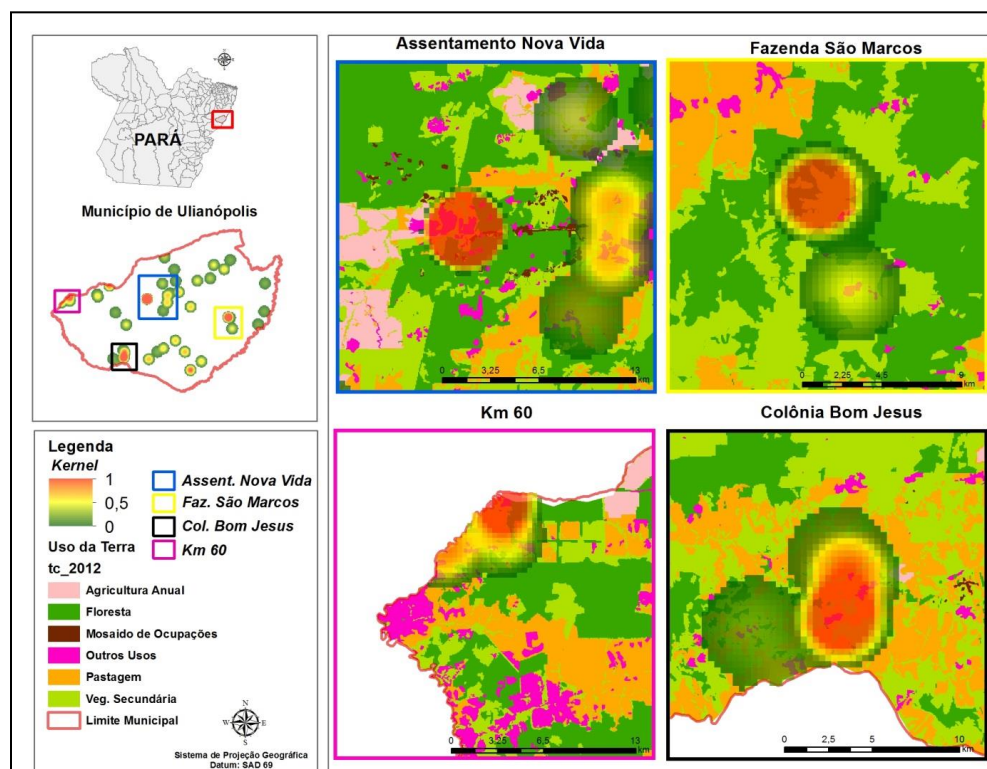 PARÁ
Município de Ulianópolis
Assentamento Nova Vida
0 3,25 6,5 13
km
Fazenda São Marcos
0 2,25 4,5 9
km
Legenda
Kernel
1
0,5
0
Assent. Nova Vida
Faz. São Marcos
Col. Bom Jesus
Km 60
Uso da Terra
tc_2012
Agricultura Anual
Floresta
Mosaido de Ocupações
Outros Usos
Pastagem
Veg. Secundária
Limite Municipal
N
W E
S
Sistema de Projeção Geográfica
Datum: SAD 69
Km 60
0 3,25 6,5 13
km
Colônia Bom Jesus
0 2,5 5 10
km